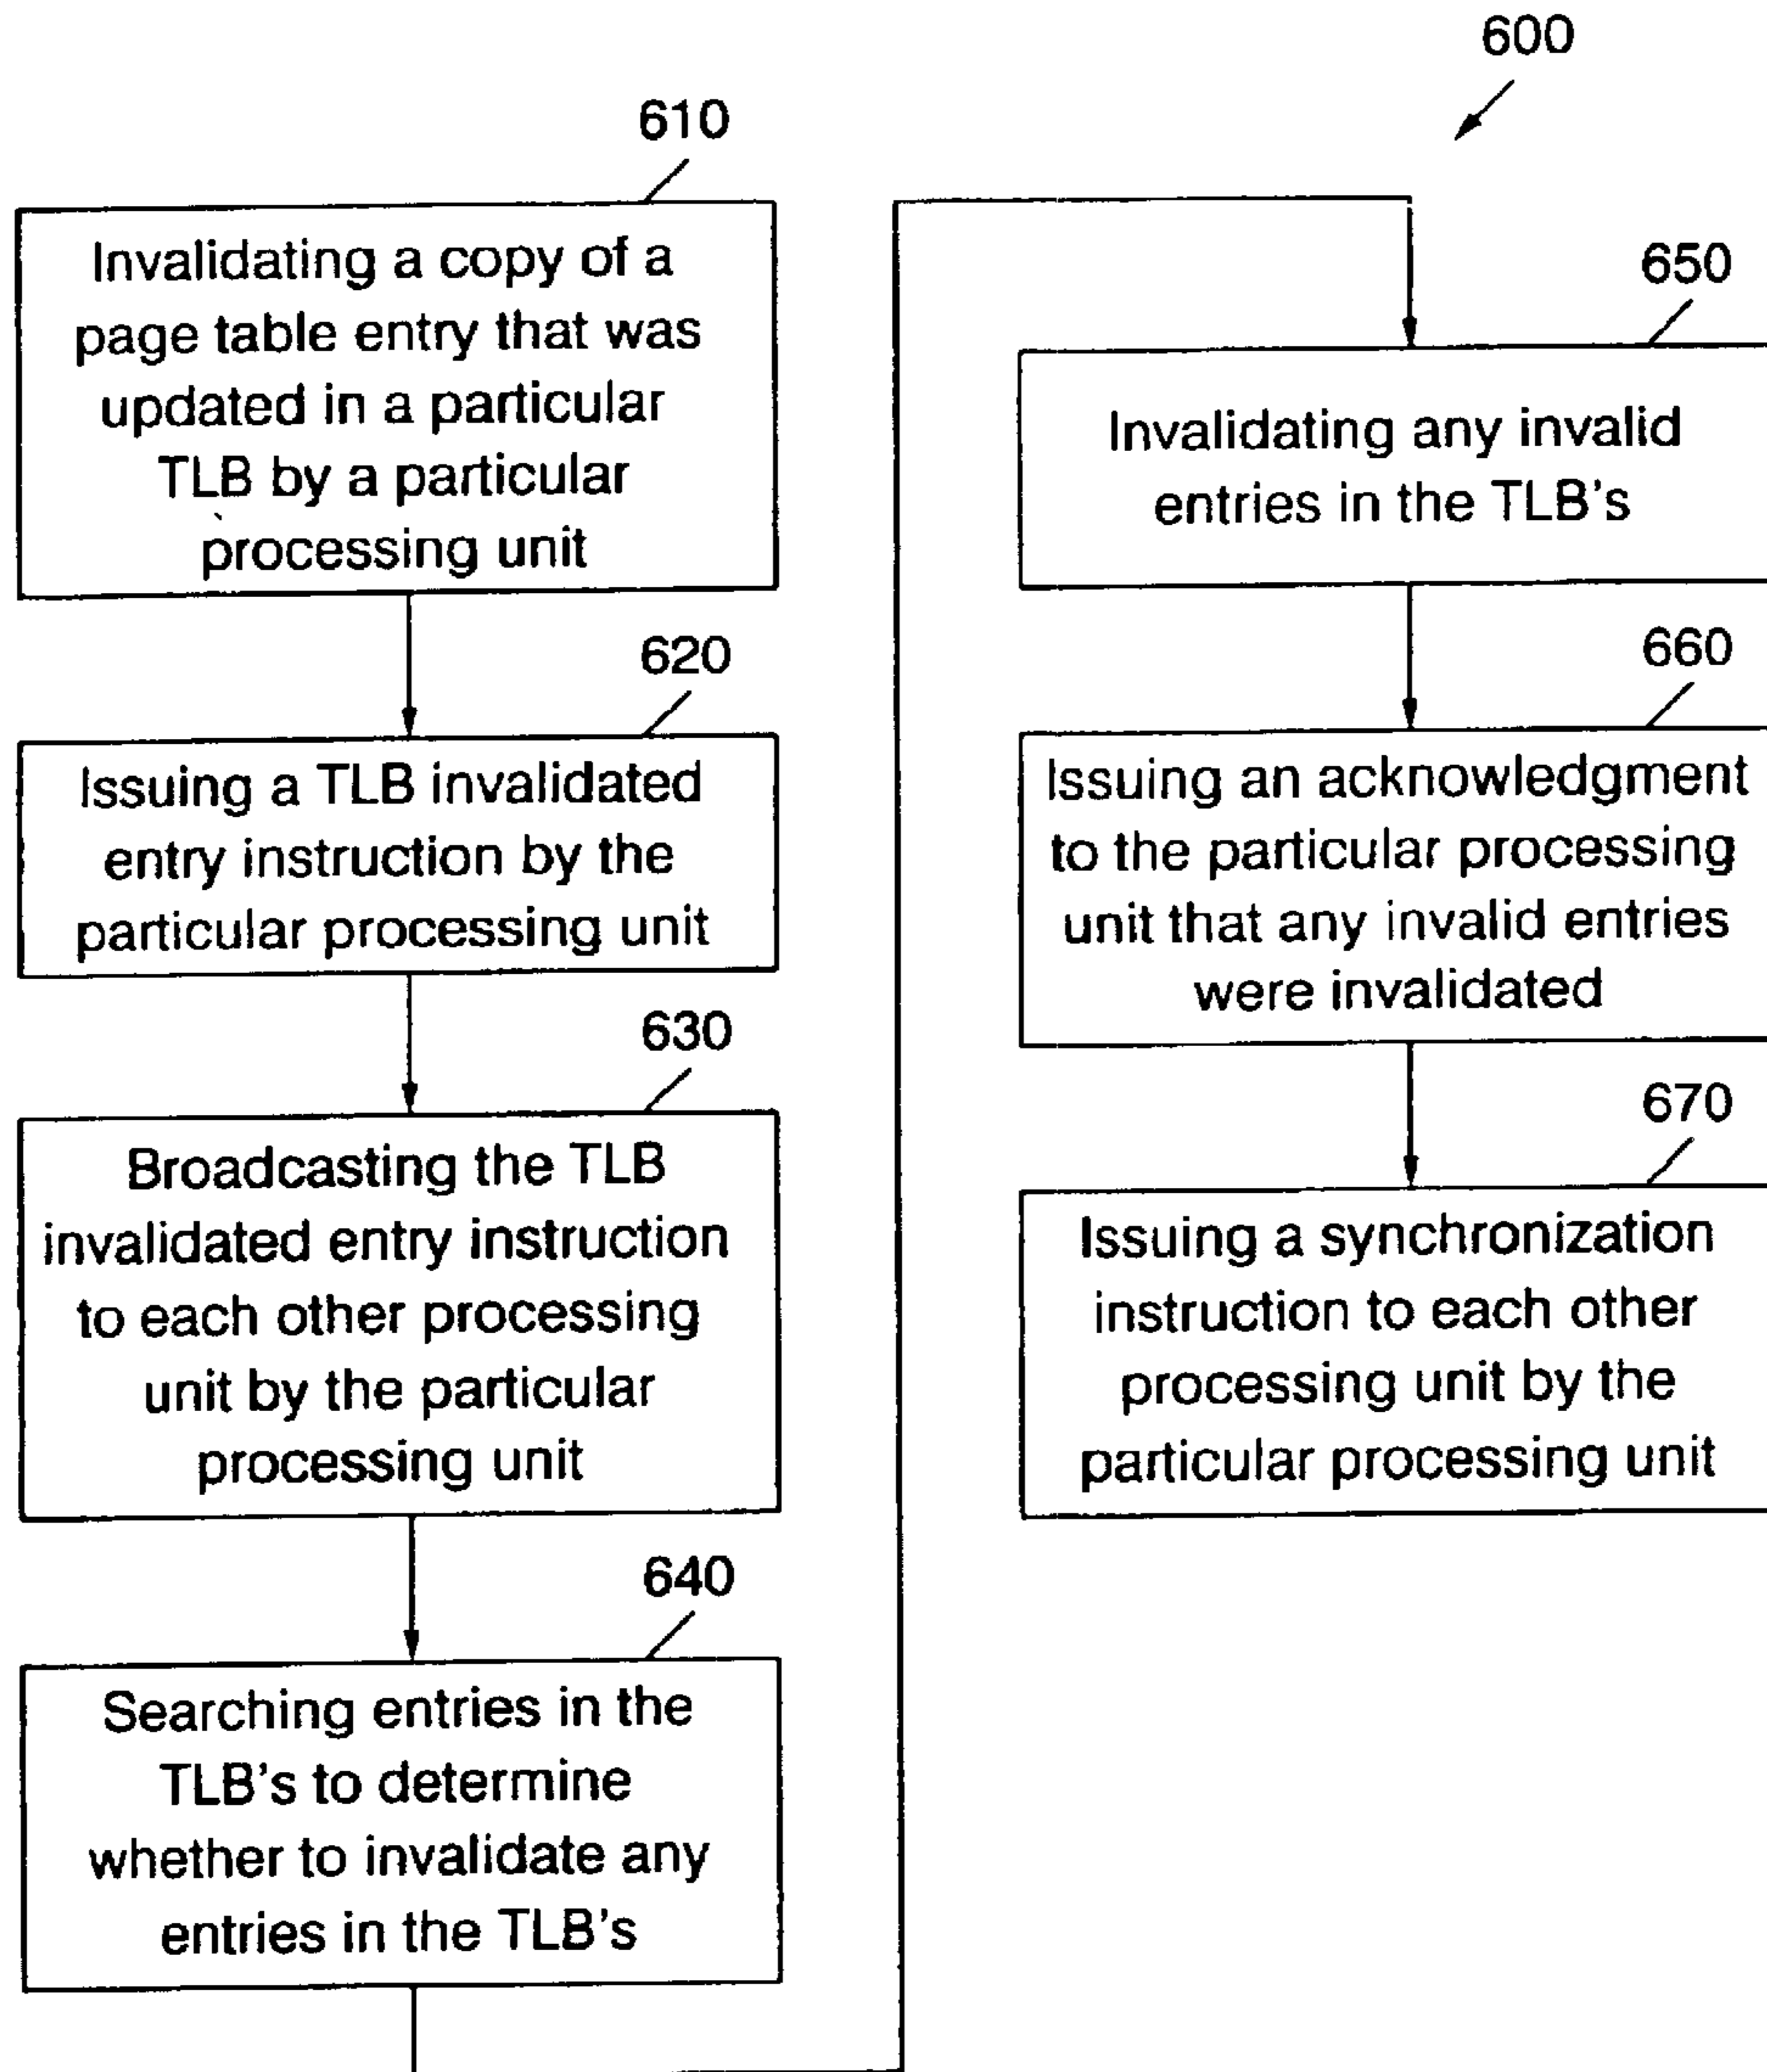 600
610
Invalidating a copy of a
page table entry that was
updated in a particular
TLB by a particular
processing unit
620
Issuing a TLB invalidated
entry instruction by the
particular processing unit
630
Broadcasting the TLB
invalidated entry instruction
to each other processing
unit by the particular
processing unit
640
Searching entries in the
TLB's to determine
whether to invalidate any
entries in the TLB's
650
Invalidating any invalid
entries in the TLB's
660
Issuing an acknowledgment
to the particular processing
unit that any invalid entries
were invalidated
670
Issuing a synchronization
instruction to each other
processing unit by the
particular processing unit